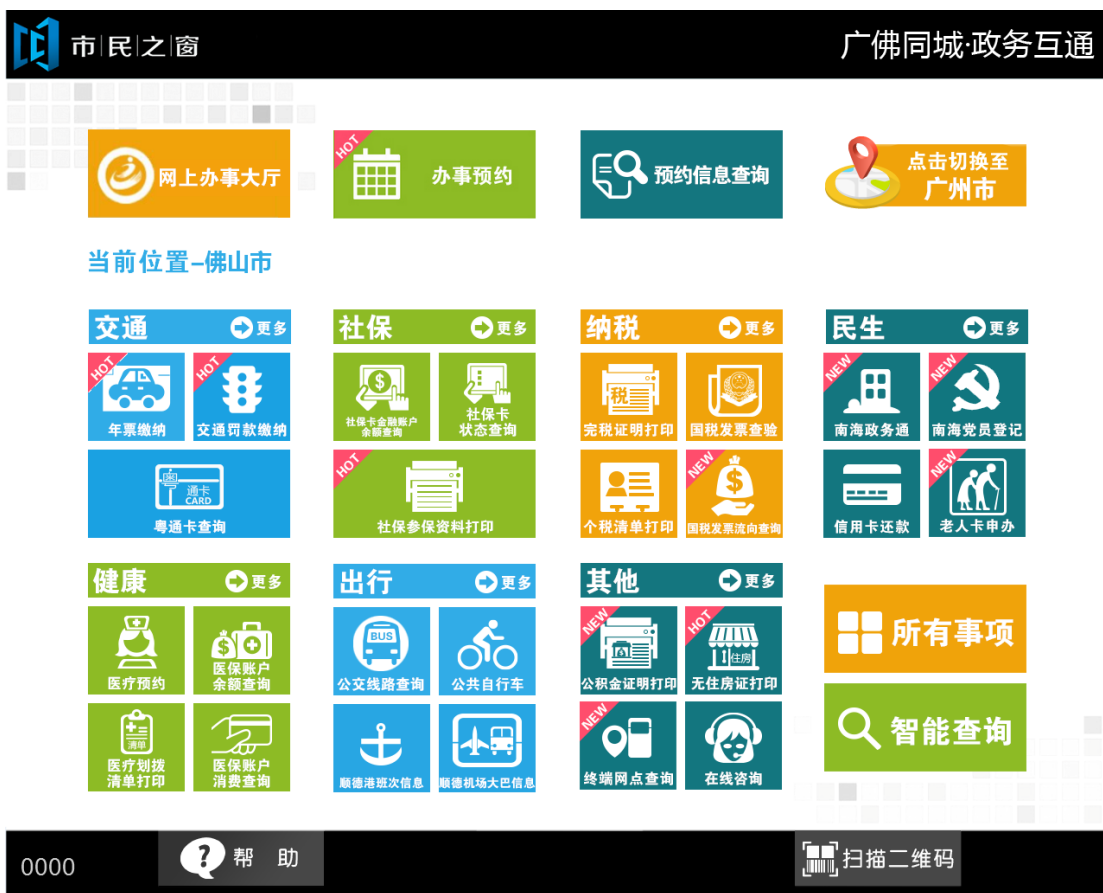 市民之窗
广佛同城·政务互通
网上办事大厅
HOT
办事预约
预约信息查询
点击切换至
广州市
当前位置–佛山市
交通
更多
社保
更多
纳税
更多
民生
更多
HOT
年票缴纳
HOT
交通罚款缴纳
社保卡金融账户
余额查询
社保卡
状态查询
税
完税证明打印
国税发票查验
NEW
南海政务通
NEW
南海党员登记
通卡
CARD
粤通卡查询
HOT
社保参保资料打印
个税清单打印
NEW
国税发票流向查询
信用卡还款
NEW
老人卡申办
健康
更多
出行
更多
其他
更多
医疗预约
医保账户
余额查询
BUS
公交线路查询
公共自行车
NEW
公积金证明打印
HOT
住房
无住房证打印
所有事项
清单
医疗划拨
清单打印
医保账户
消费查询
顺德港班次信息
顺德机场大巴信息
NEW
终端网点查询
在线咨询
智能查询
0000
? 帮 助
扫描二维码